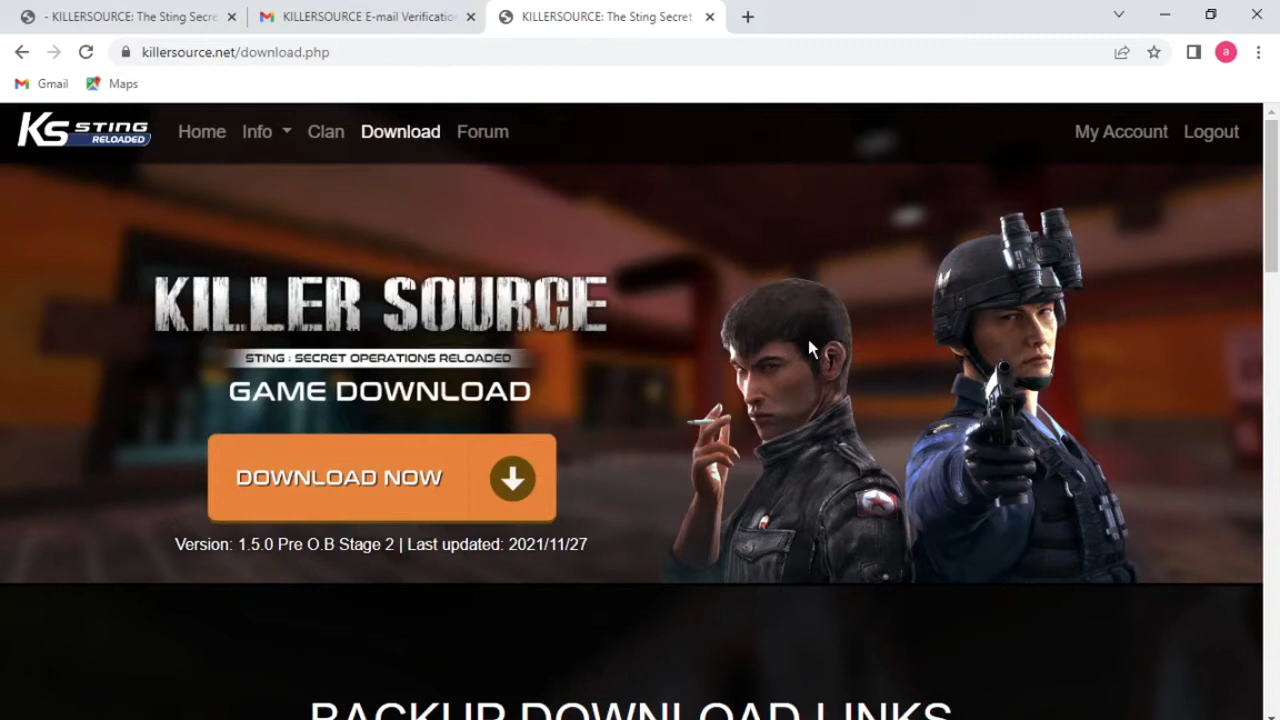 - KILLERSOURCE: The Sting Secre
KILLERSOURCE E-mail Verification
KILLERSOURCE: The Sting Secret
killersource.net/download.php
a
Gmail
Maps
KS STING RELOADED
Home
Info
Clan
Download
Forum
My Account
Logout
KILLER SOURCE
STING : SECRET OPERATIONS RELOADED
GAME DOWNLOAD
DOWNLOAD NOW
Version: 1.5.0 Pre O.B Stage 2 | Last updated: 2021/11/27
BACKUP DOWNLOAD LINKS